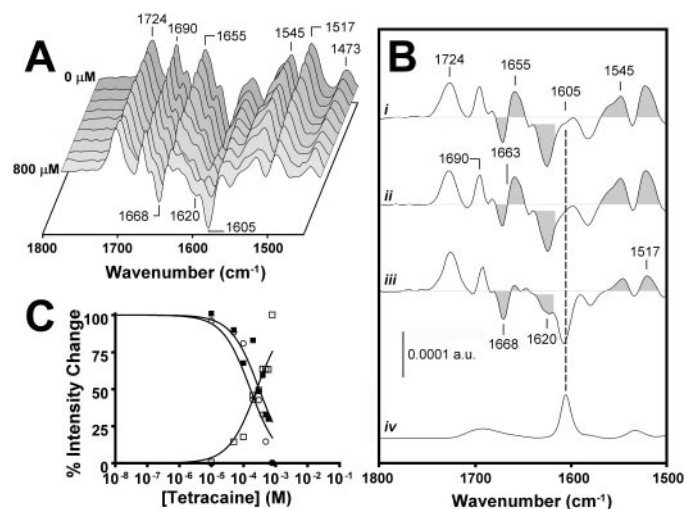 A
1724
1690
1655
1545
1517
1473
0 µM
800 µM
1668
1620
1605
1800
1700
1600
1500
Wavenumber (cm⁻¹)
B
1724
1655
1605
1545
i
1690
1663
ii
1517
iii
1668
1620
0.0001 a.u.
iv
1800
1700
1600
1500
Wavenumber (cm⁻¹)
C
% Intensity Change
100
75
50
25
0
10⁻⁸ 10⁻⁷ 10⁻⁶ 10⁻⁵ 10⁻⁴ 10⁻³ 10⁻² 10⁻¹
[Tetracaine] (M)